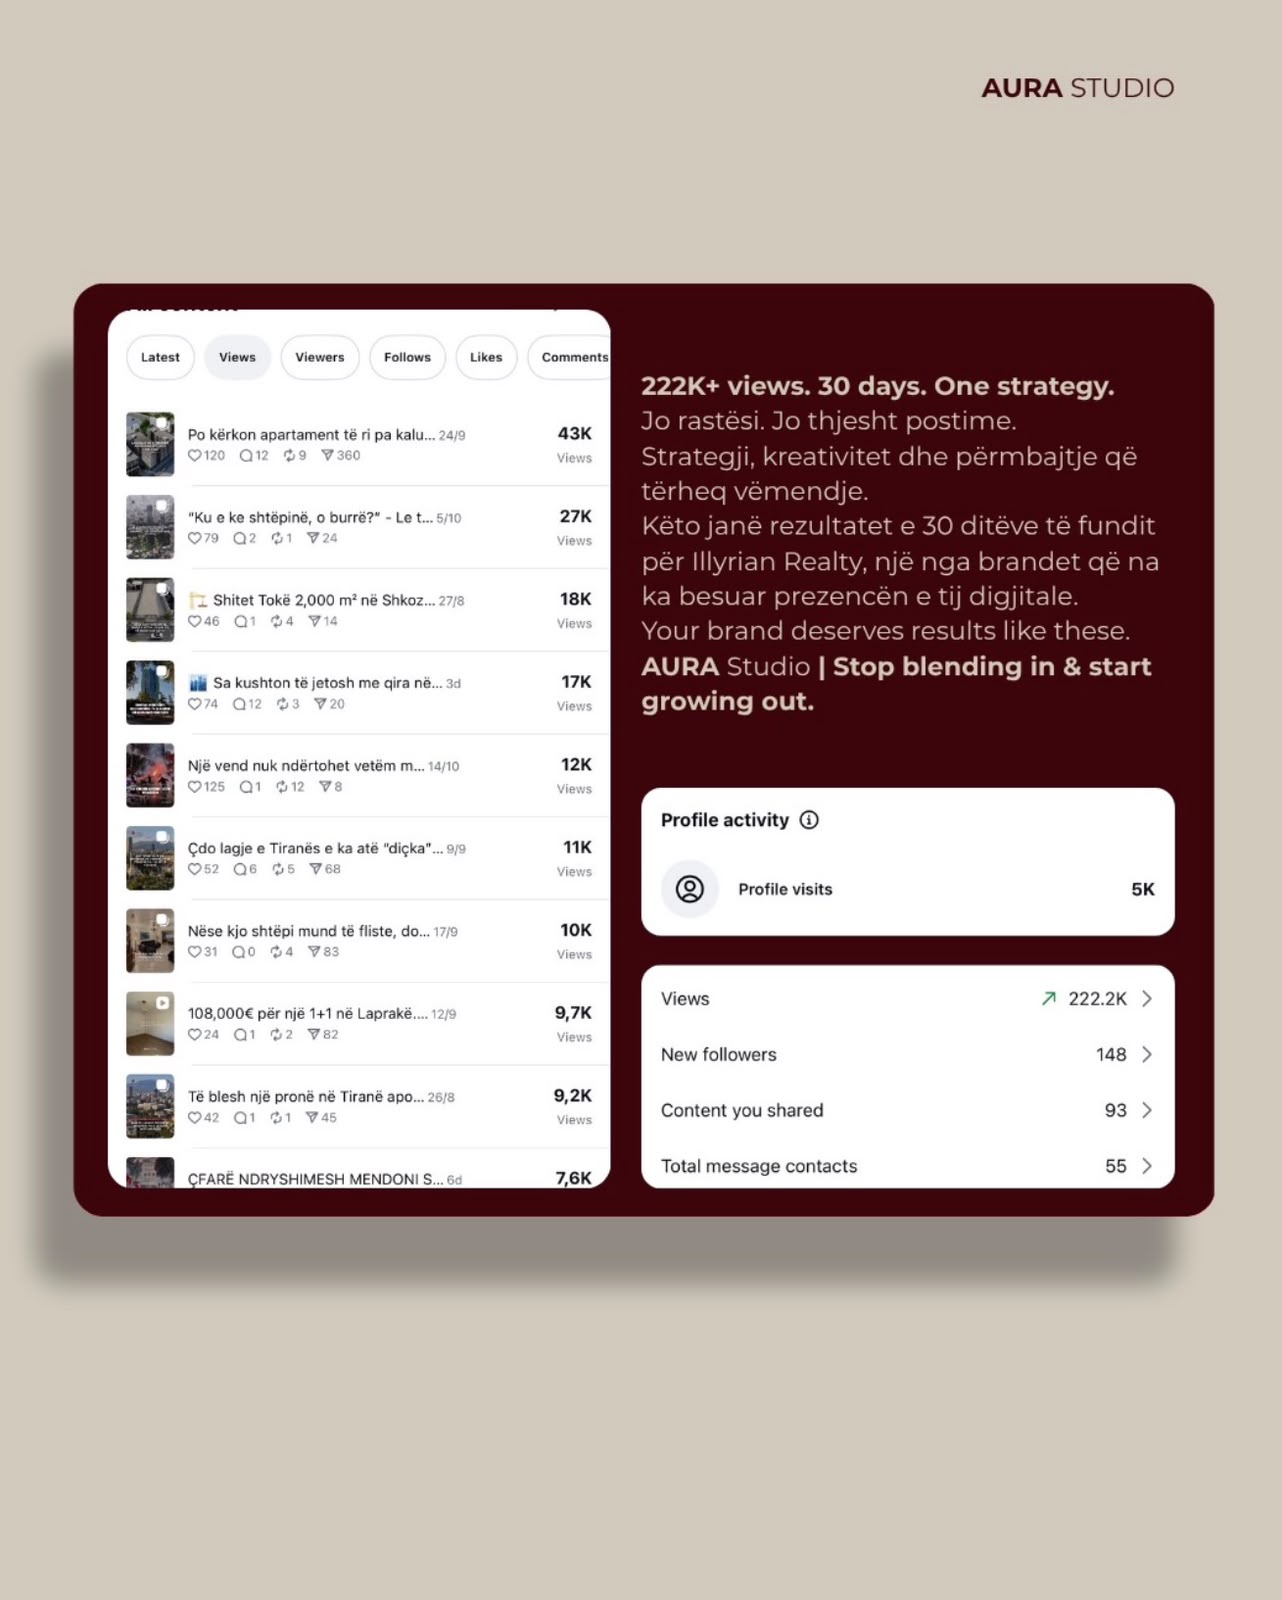 AURA STUDIO
Latest
Views
Viewers
Follows
Likes
Comments
Po kërkon apartament të ri pa kalu... 24/9
43K
120 12 9 360
Views
"Ku e ke shtëpinë, o burrë?" - Le t... 5/10
27K
79 2 1 24
Views
🏗️ Shitet Tokë 2,000 m² në Shkoz... 27/8
18K
46 1 4 14
Views
🏙️ Sa kushton të jetosh me qira në... 3d
17K
74 12 3 20
Views
Një vend nuk ndërtohet vetëm m... 14/10
12K
125 1 12 8
Views
Çdo lagje e Tiranës e ka atë "diçka"... 9/9
11K
52 6 5 68
Views
Nëse kjo shtëpi mund të fliste, do... 17/9
10K
31 0 4 83
Views
108,000€ për një 1+1 në Laprakë.... 12/9
9,7K
24 1 2 82
Views
Të blesh një pronë në Tiranë apo... 26/8
9,2K
42 1 1 45
Views
ÇFARË NDRYSHIMESH MENDONI S... 6d
7,6K
222K+ views. 30 days. One strategy.
Jo rastësi. Jo thjesht postime.
Strategji, kreativitet dhe përmbajtje që
tërheq vëmendje.
Këto janë rezultatet e 30 ditëve të fundit
për Illyrian Realty, një nga brandet që na
ka besuar prezencën e tij digjitale.
Your brand deserves results like these.
AURA Studio | Stop blending in & start
growing out.
Profile activity
Profile visits
5K
Views
222.2K
New followers
148
Content you shared
93
Total message contacts
55